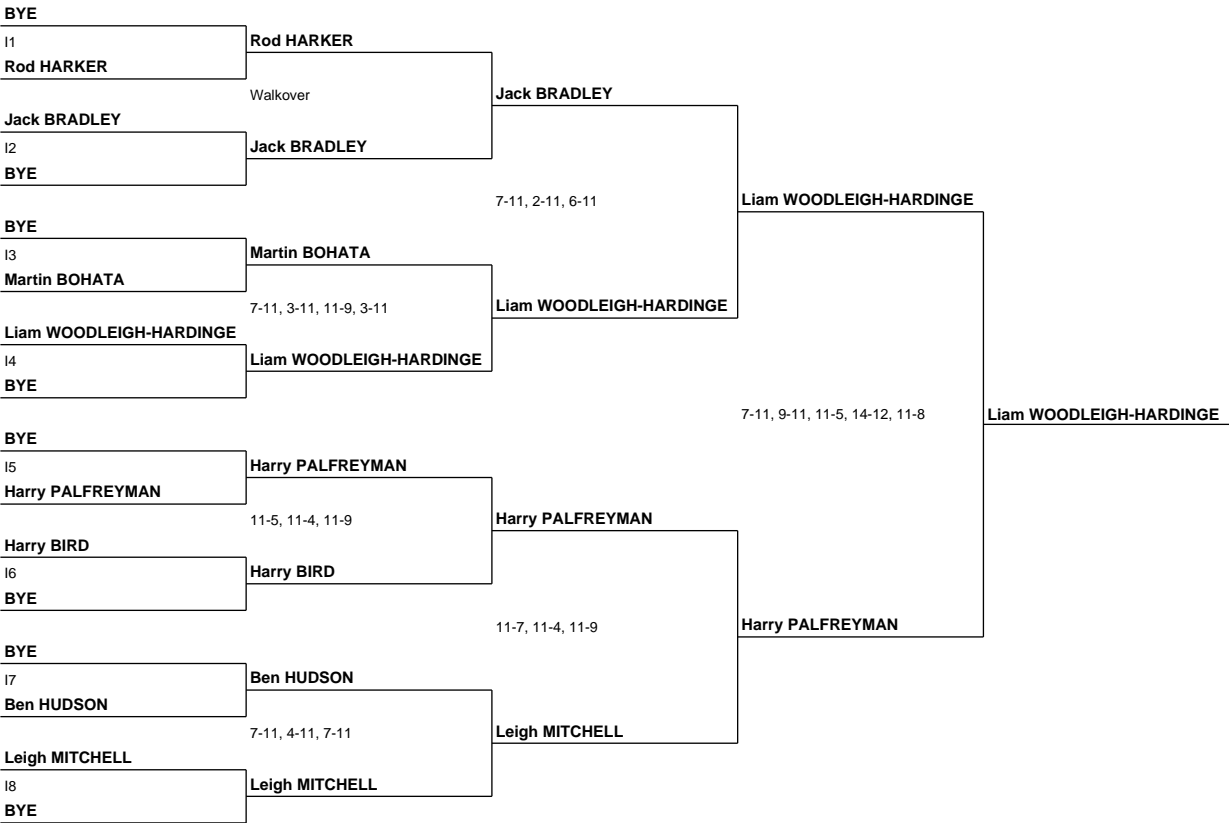 BYE
I1
Rod HARKER
Rod HARKER
Walkover
Jack BRADLEY
Jack BRADLEY
I2
BYE
Jack BRADLEY
7-11, 2-11, 6-11
Liam WOODLEIGH-HARDINGE
BYE
I3
Martin BOHATA
Martin BOHATA
7-11, 3-11, 11-9, 3-11
Liam WOODLEIGH-HARDINGE
Liam WOODLEIGH-HARDINGE
I4
BYE
Liam WOODLEIGH-HARDINGE
7-11, 9-11, 11-5, 14-12, 11-8
Liam WOODLEIGH-HARDINGE
BYE
I5
Harry PALFREYMAN
Harry PALFREYMAN
11-5, 11-4, 11-9
Harry PALFREYMAN
Harry BIRD
I6
BYE
Harry BIRD
11-7, 11-4, 11-9
Harry PALFREYMAN
BYE
I7
Ben HUDSON
Ben HUDSON
7-11, 4-11, 7-11
Leigh MITCHELL
Leigh MITCHELL
I8
BYE
Leigh MITCHELL